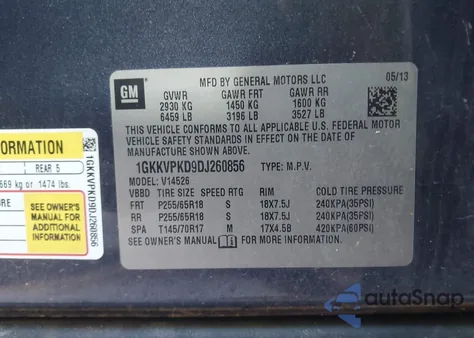 GM
MFD BY GENERAL MOTORS LLC 05/13
GVWR GAWR FRT GAWR RR
2930 KG 1450 KG 1600 KG
6459 LB 3196 LB 3527 LB
THIS VEHICLE CONFORMS TO ALL APPLICABLE U.S. FEDERAL MOTOR
VEHICLE SAFETY STANDARDS IN EFFECT ON THE DATE OF
MANUFACTURE SHOWN ABOVE.
1GKKVPKD9DJ260856 TYPE: M.P.V.
MODEL: V14526
VBBD TIRE SIZE SPEED RTG RIM COLD TIRE PRESSURE
FRT P255/65R18 S 18X7.5J 240KPA(35PSI)
RR P255/65R18 S 18X7.5J 240KPA(35PSI)
SPA T145/70R17 M 17X4.5B 420KPA(60PSI)
SEE OWNER'S MANUAL FOR MORE INFORMATION.
FORMATION
REAR 5
669 kg or 1474 lbs.
SEE OWNER'S
MANUAL FOR
ADDITIONAL
INFORMATION
1GKKVPKD9DJ260856
autoSnap